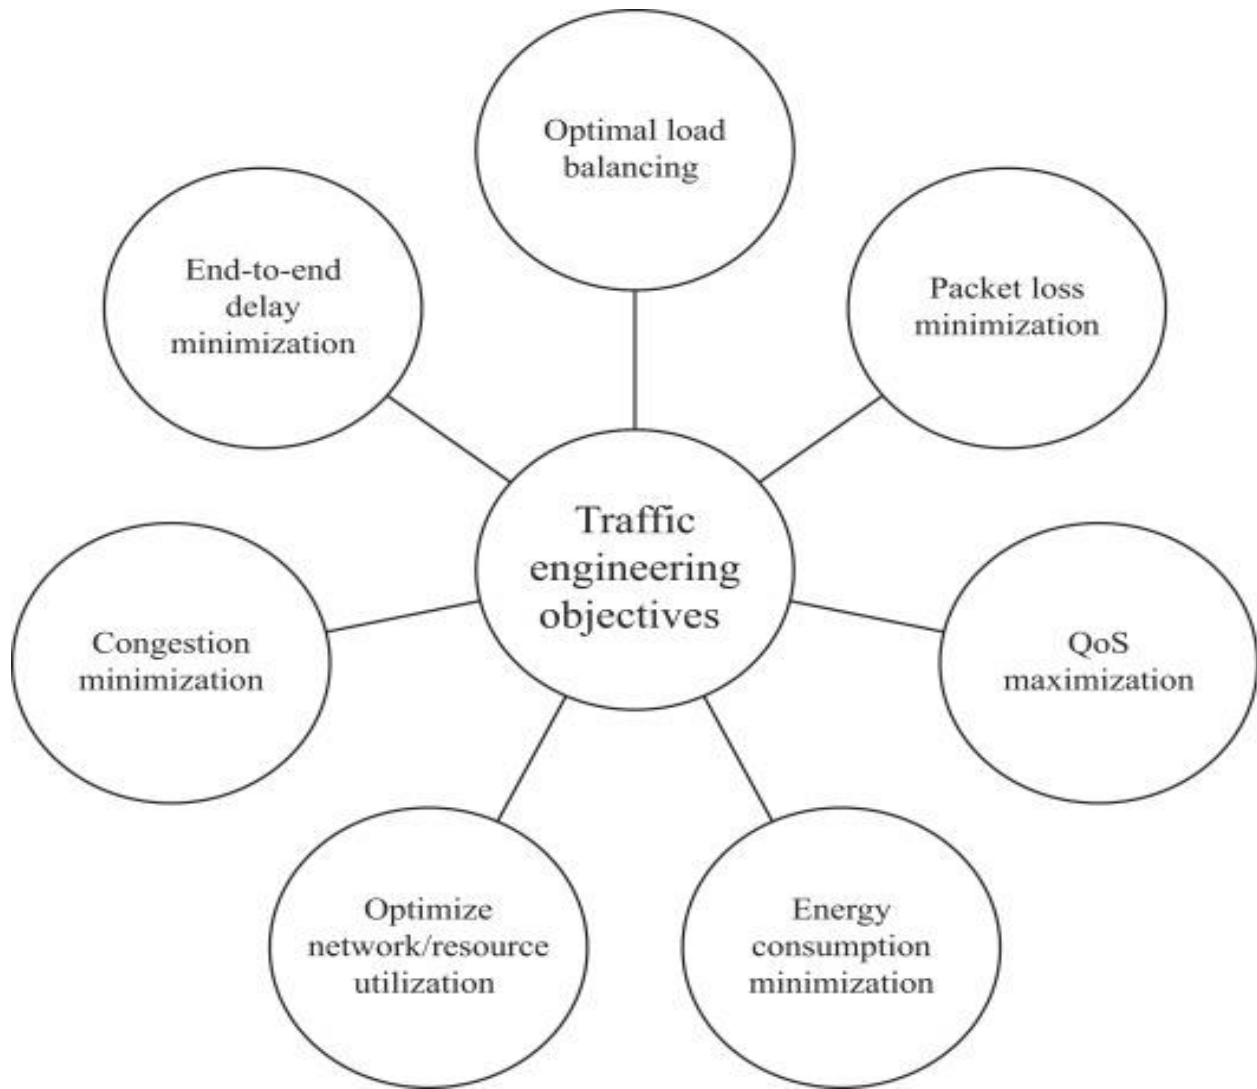 Optimal load
balancing
End-to-end
delay
minimization
Packet loss
minimization
Traffic
engineering
objectives
Congestion
minimization
QoS
maximization
Optimize
network/resource
utilization
Energy
consumption
minimization